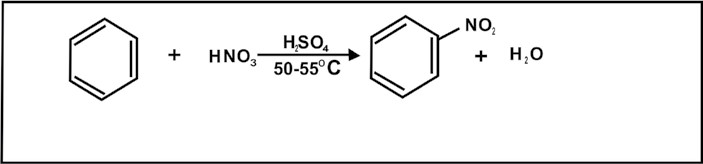 + HNO₃ H₂SO₄ 50-55°C NO₂ + H₂O